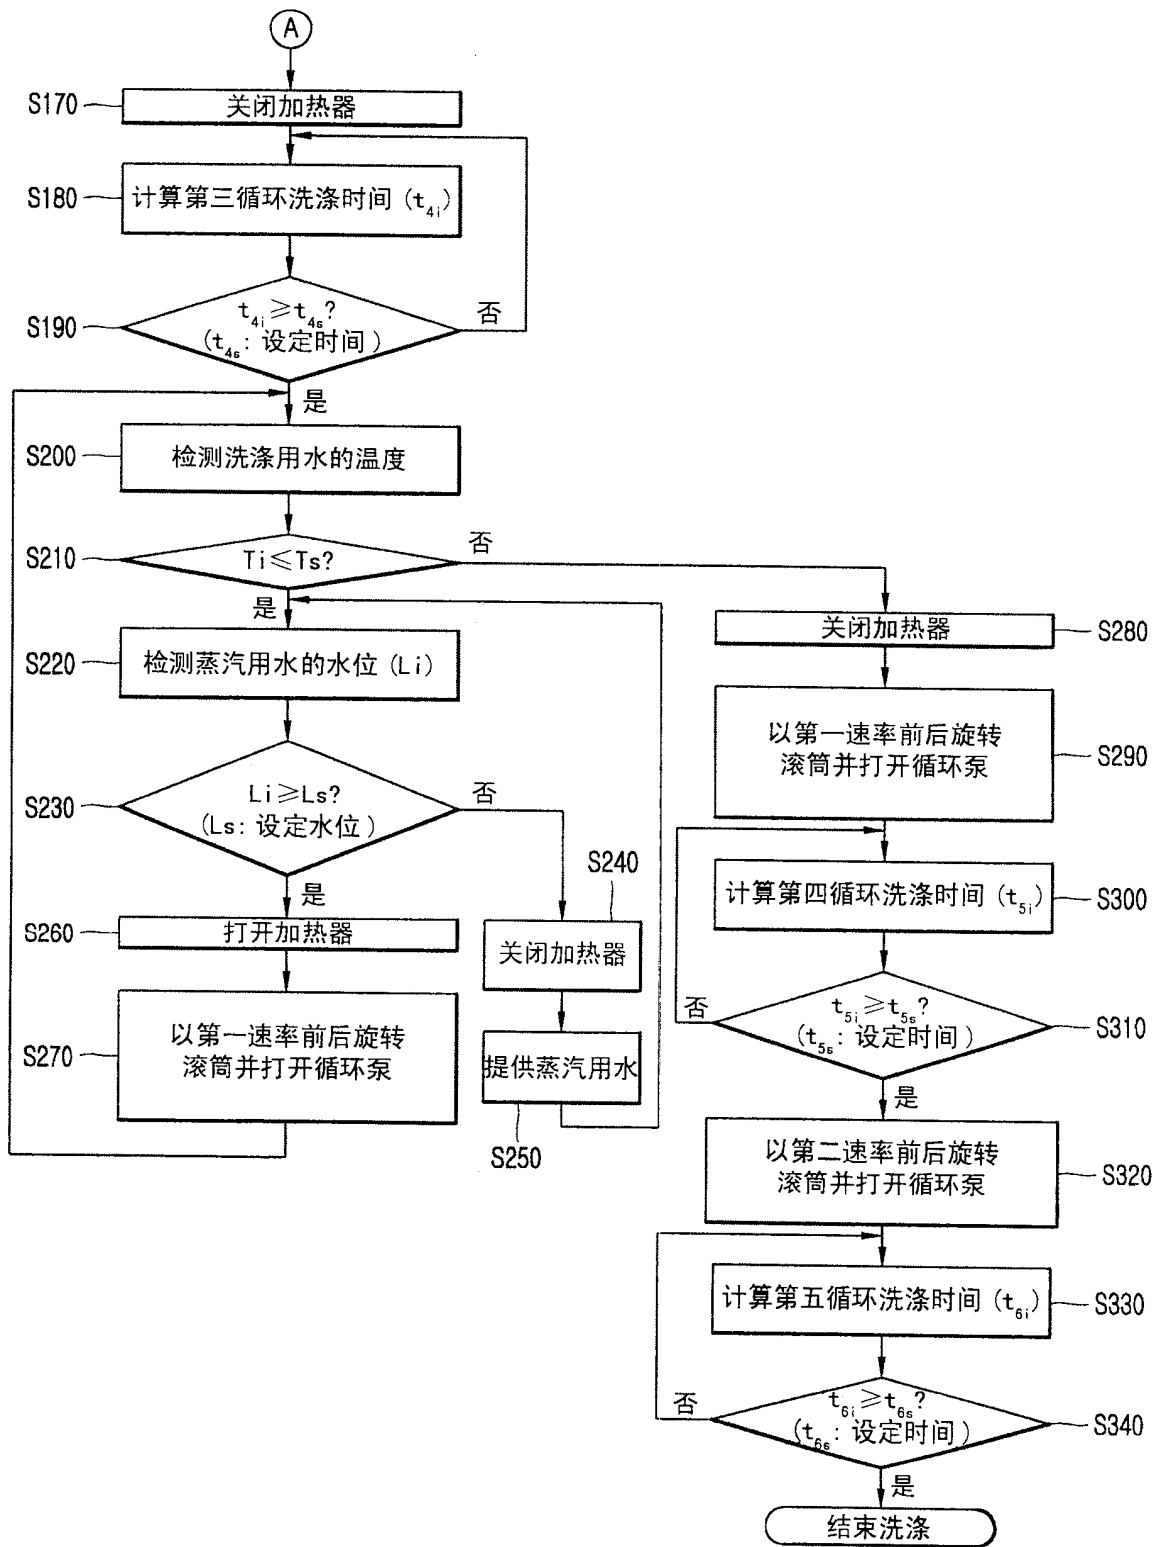 A
S170
关闭加热器
S180
计算第三循环洗涤时间 (t4i)
S190
t4i≥t4s?
(t4s: 设定时间)
否
是
S200
检测洗涤用水的温度
S210
Ti≤Ts?
否
是
S220
检测蒸汽用水的水位 (Li)
S230
Li≥Ls?
(Ls: 设定水位)
否
是
S240
关闭加热器
S250
提供蒸汽用水
S260
打开加热器
S270
以第一速率前后旋转
滚筒并打开循环泵
关闭加热器
S280
以第一速率前后旋转
滚筒并打开循环泵
S290
计算第四循环洗涤时间 (t5i)
S300
否
t5i≥t5s?
(t5s: 设定时间)
S310
是
以第二速率前后旋转
滚筒并打开循环泵
S320
计算第五循环洗涤时间 (t6i)
S330
否
t6i≥t6s?
(t6s: 设定时间)
S340
是
结束洗涤